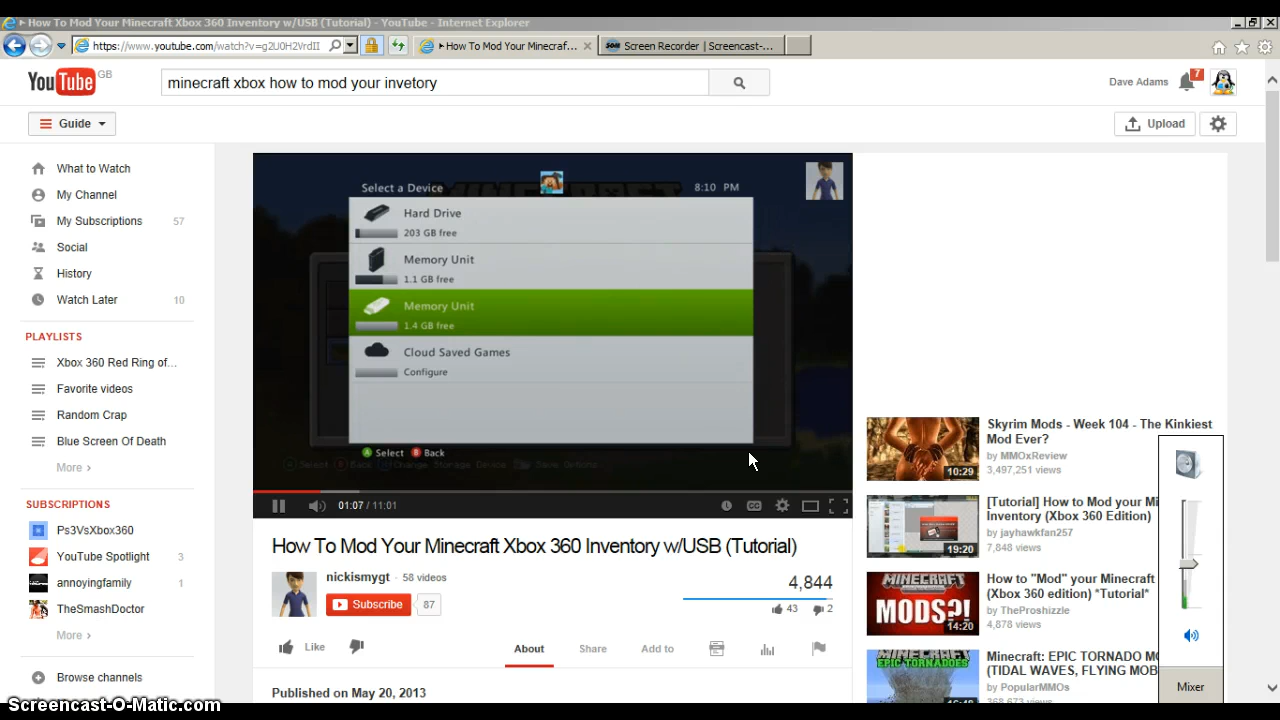 How To Mod Your Minecraft Xbox 360 Inventory w/USB (Tutorial) - YouTube - Internet Explorer
https://www.youtube.com/watch?v=g2U0H2VrdII
How To Mod Your Minecraf...
Screen Recorder | Screencast-...
YouTube GB
minecraft xbox how to mod your invetory
Dave Adams
7
Guide
Upload
What to Watch
My Channel
My Subscriptions 57
Social
History
Watch Later 10
PLAYLISTS
Xbox 360 Red Ring of...
Favorite videos
Random Crap
Blue Screen Of Death
More ›
SUBSCRIPTIONS
Ps3VsXbox360
YouTube Spotlight 3
annoyingfamily 1
TheSmashDoctor
More ›
Browse channels
Select a Device 8:10 PM
Hard Drive
203 GB free
Memory Unit
1.1 GB free
Memory Unit
1.4 GB free
Cloud Saved Games
Configure
A Select B Back
01:07 / 11:01
How To Mod Your Minecraft Xbox 360 Inventory w/USB (Tutorial)
nickismygt · 58 videos
Subscribe 87
4,844
43 2
Like
About
Share
Add to
Published on May 20, 2013
10:29
Skyrim Mods - Week 104 - The Kinkiest
Mod Ever?
by MMOxReview
3,497,251 views
19:20
[Tutorial] How to Mod your Mi
Inventory (Xbox 360 Edition)
by jayhawkfan257
7,848 views
MINECRAFT
MODS?!
14:20
How to "Mod" your Minecraft
(Xbox 360 edition) *Tutorial*
by TheProshizzle
4,878 views
MINECRAFT
EPIC TORNADOES
Minecraft: EPIC TORNADO M
(TIDAL WAVES, FLYING MOB
by PopularMMOs
Mixer
Screencast-O-Matic.com